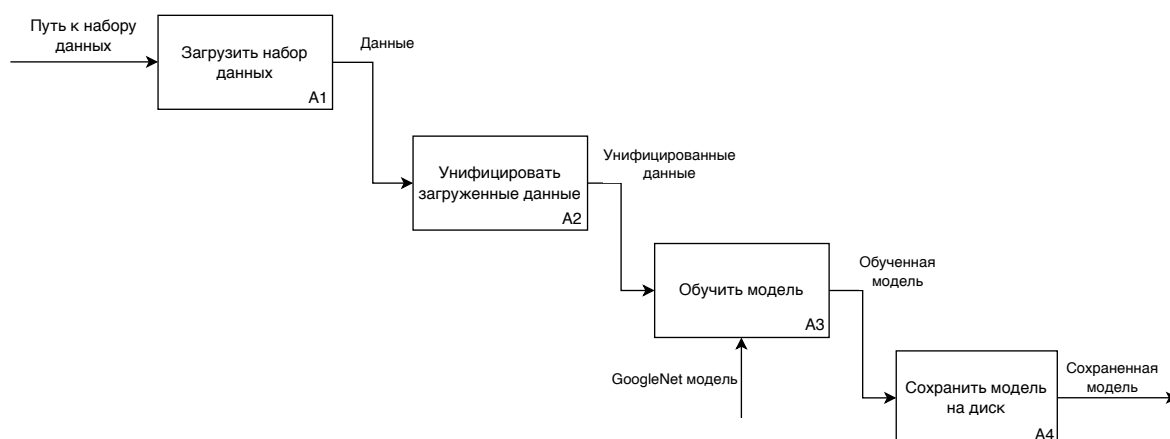 Путь к набору
данных
Загрузить набор
данных
A1
Данные
Унифицировать
загруженные данные
A2
Унифицированные
данные
Обучить модель
A3
Обученная
модель
GoogleNet модель
Сохранить модель
на диск
A4
Сохраненная
модель